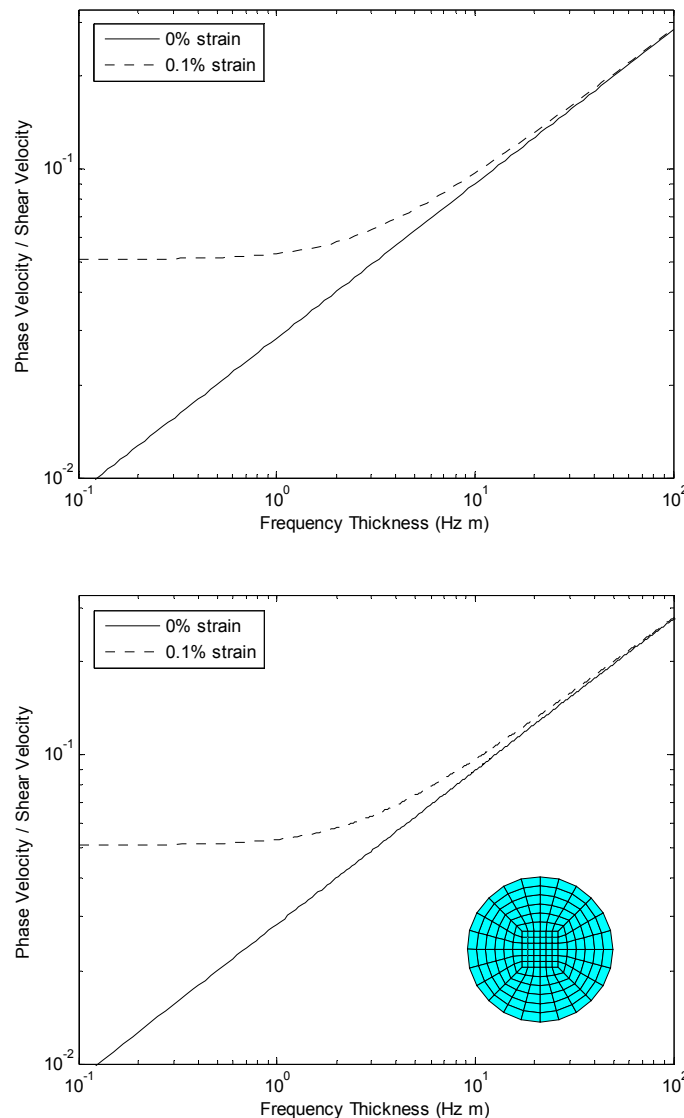 0% strain
0.1% strain
Phase Velocity / Shear Velocity
10^-1
10^-2
10^-1 10^0 10^1 10^2
Frequency Thickness (Hz m)
0% strain
0.1% strain
Phase Velocity / Shear Velocity
10^-1
10^-2
10^-1 10^0 10^1 10^2
Frequency Thickness (Hz m)